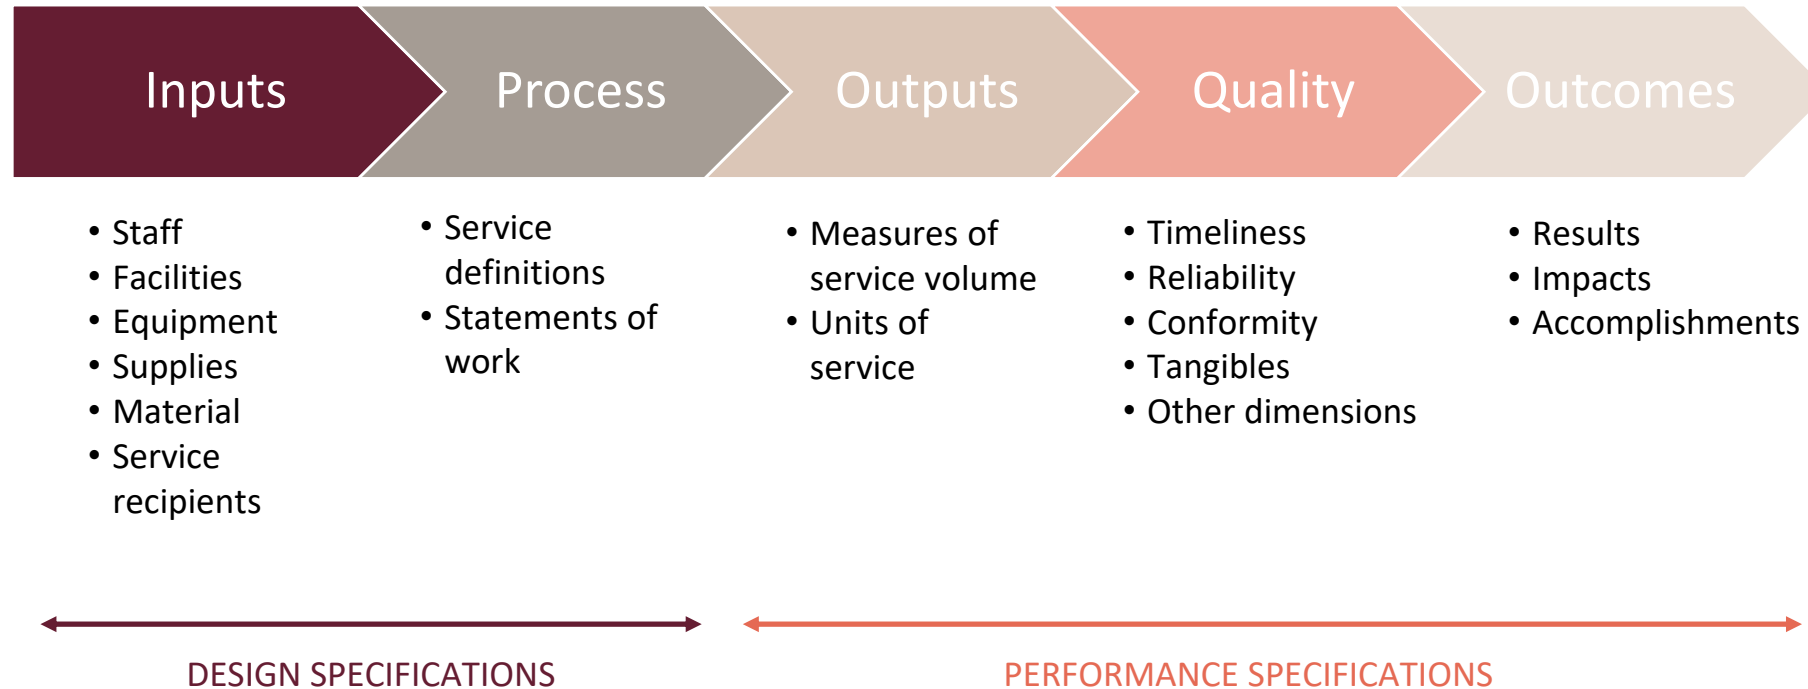 Inputs
Process
Outputs
Quality
Outcomes
• Staff
• Facilities
• Equipment
• Supplies
• Material
• Service
recipients
• Service
definitions
• Statements of
work
• Measures of
service volume
• Units of
service
• Timeliness
• Reliability
• Conformity
• Tangibles
• Other dimensions
• Results
• Impacts
• Accomplishments
DESIGN SPECIFICATIONS
PERFORMANCE SPECIFICATIONS